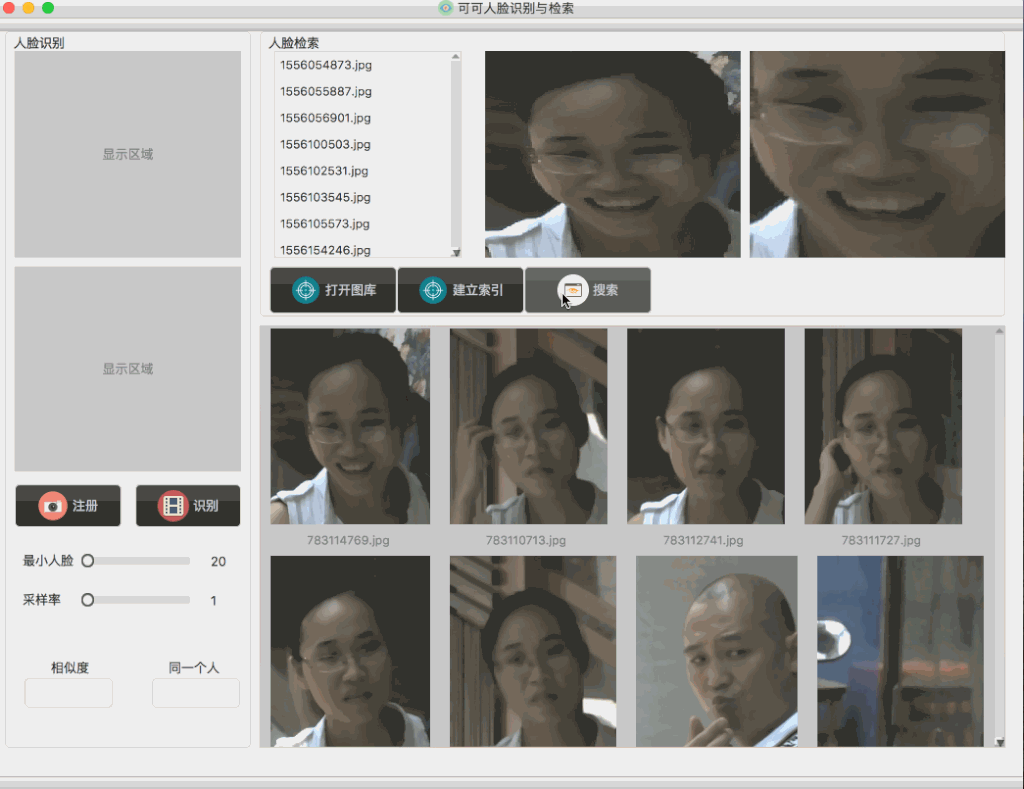 可可人脸识别与检索
人脸识别
显示区域
显示区域
注册
识别
最小人脸
20
采样率
1
相似度
同一个人
人脸检索
1556054873.jpg
1556055887.jpg
1556056901.jpg
1556100503.jpg
1556102531.jpg
1556103545.jpg
1556105573.jpg
1556154246.jpg
打开图库
建立索引
搜索
783114769.jpg
783110713.jpg
783112741.jpg
783111727.jpg